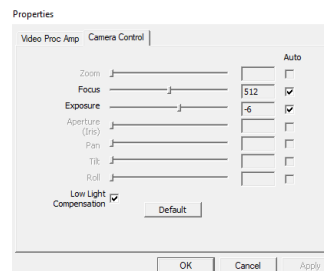 Properties
Video Proc Amp Camera Control
Auto
Zoom
Focus 512
Exposure -6
Aperture
(Iris)
Pan
Tilt
Roll
Low Light
Compensation
Default
OK Cancel Apply